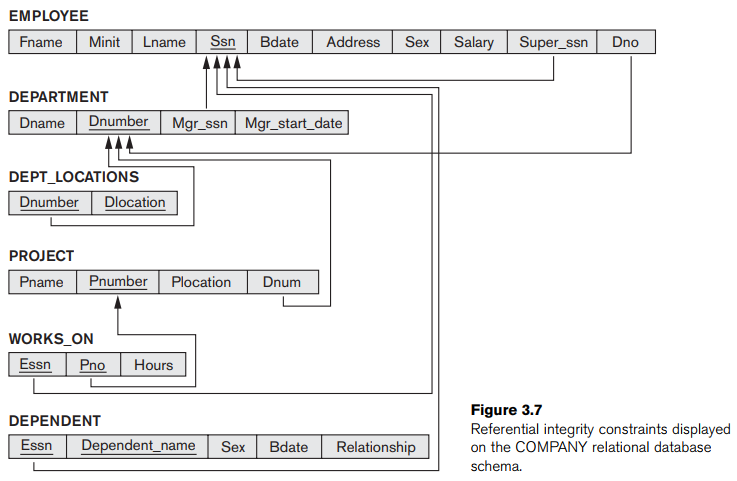 EMPLOYEE
Fname Minit Lname Ssn Bdate Address Sex Salary Super_ssn Dno
DEPARTMENT
Dname Dnumber Mgr_ssn Mgr_start_date
DEPT_LOCATIONS
Dnumber Dlocation
PROJECT
Pname Pnumber Plocation Dnum
WORKS_ON
Essn Pno Hours
DEPENDENT
Essn Dependent_name Sex Bdate Relationship
Figure 3.7
Referential integrity constraints displayed
on the COMPANY relational database
schema.